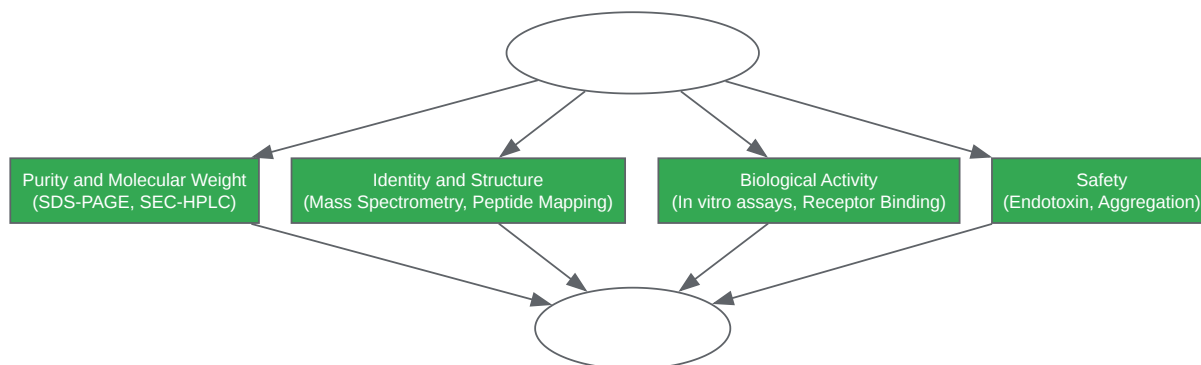 Purity and Molecular Weight
(SDS-PAGE, SEC-HPLC)
Identity and Structure
(Mass Spectrometry, Peptide Mapping)
Biological Activity
(In vitro assays, Receptor Binding)
Safety
(Endotoxin, Aggregation)